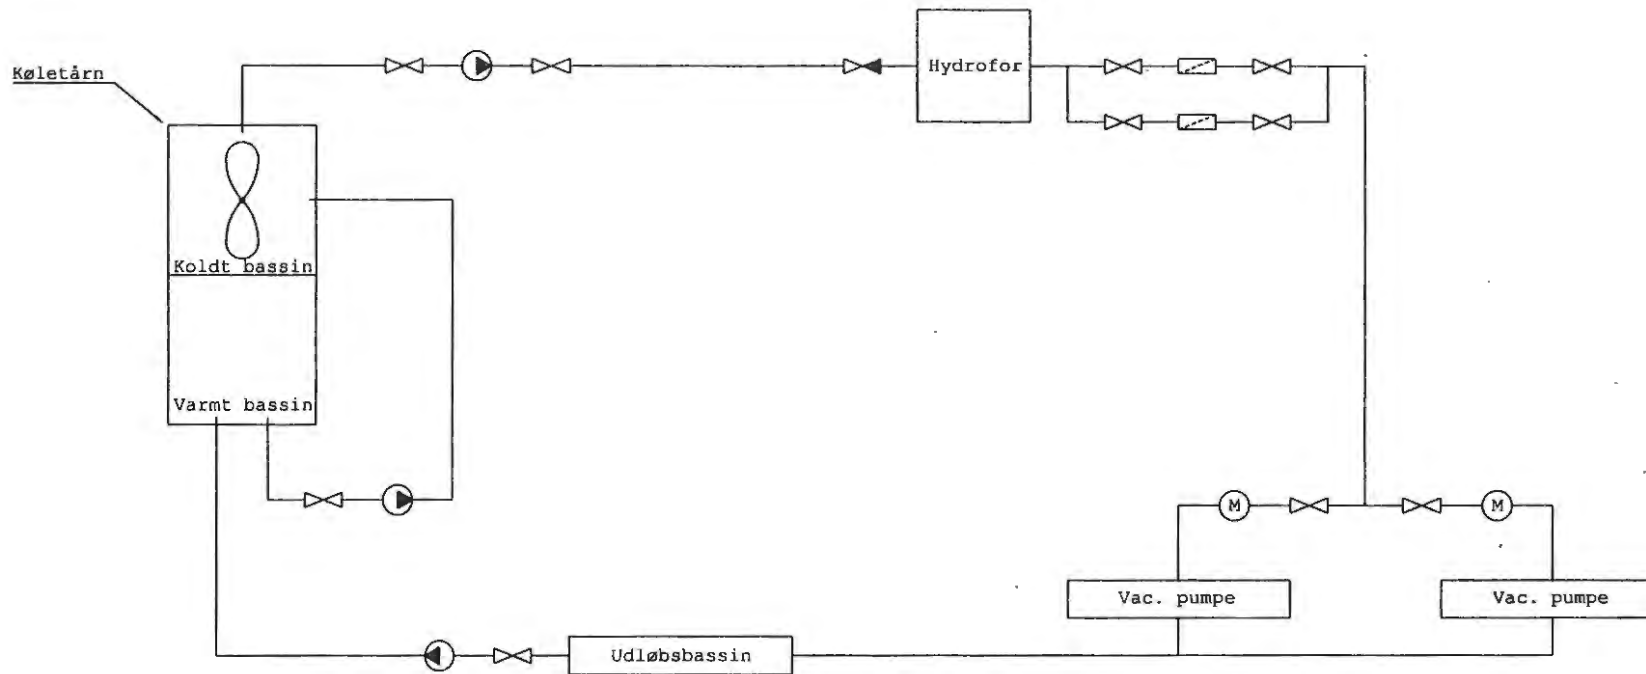 Køletårn
Hydrofor
Koldt bassin
Varmt bassin
M
M
Vac. pumpe
Vac. pumpe
Udløbsbassin